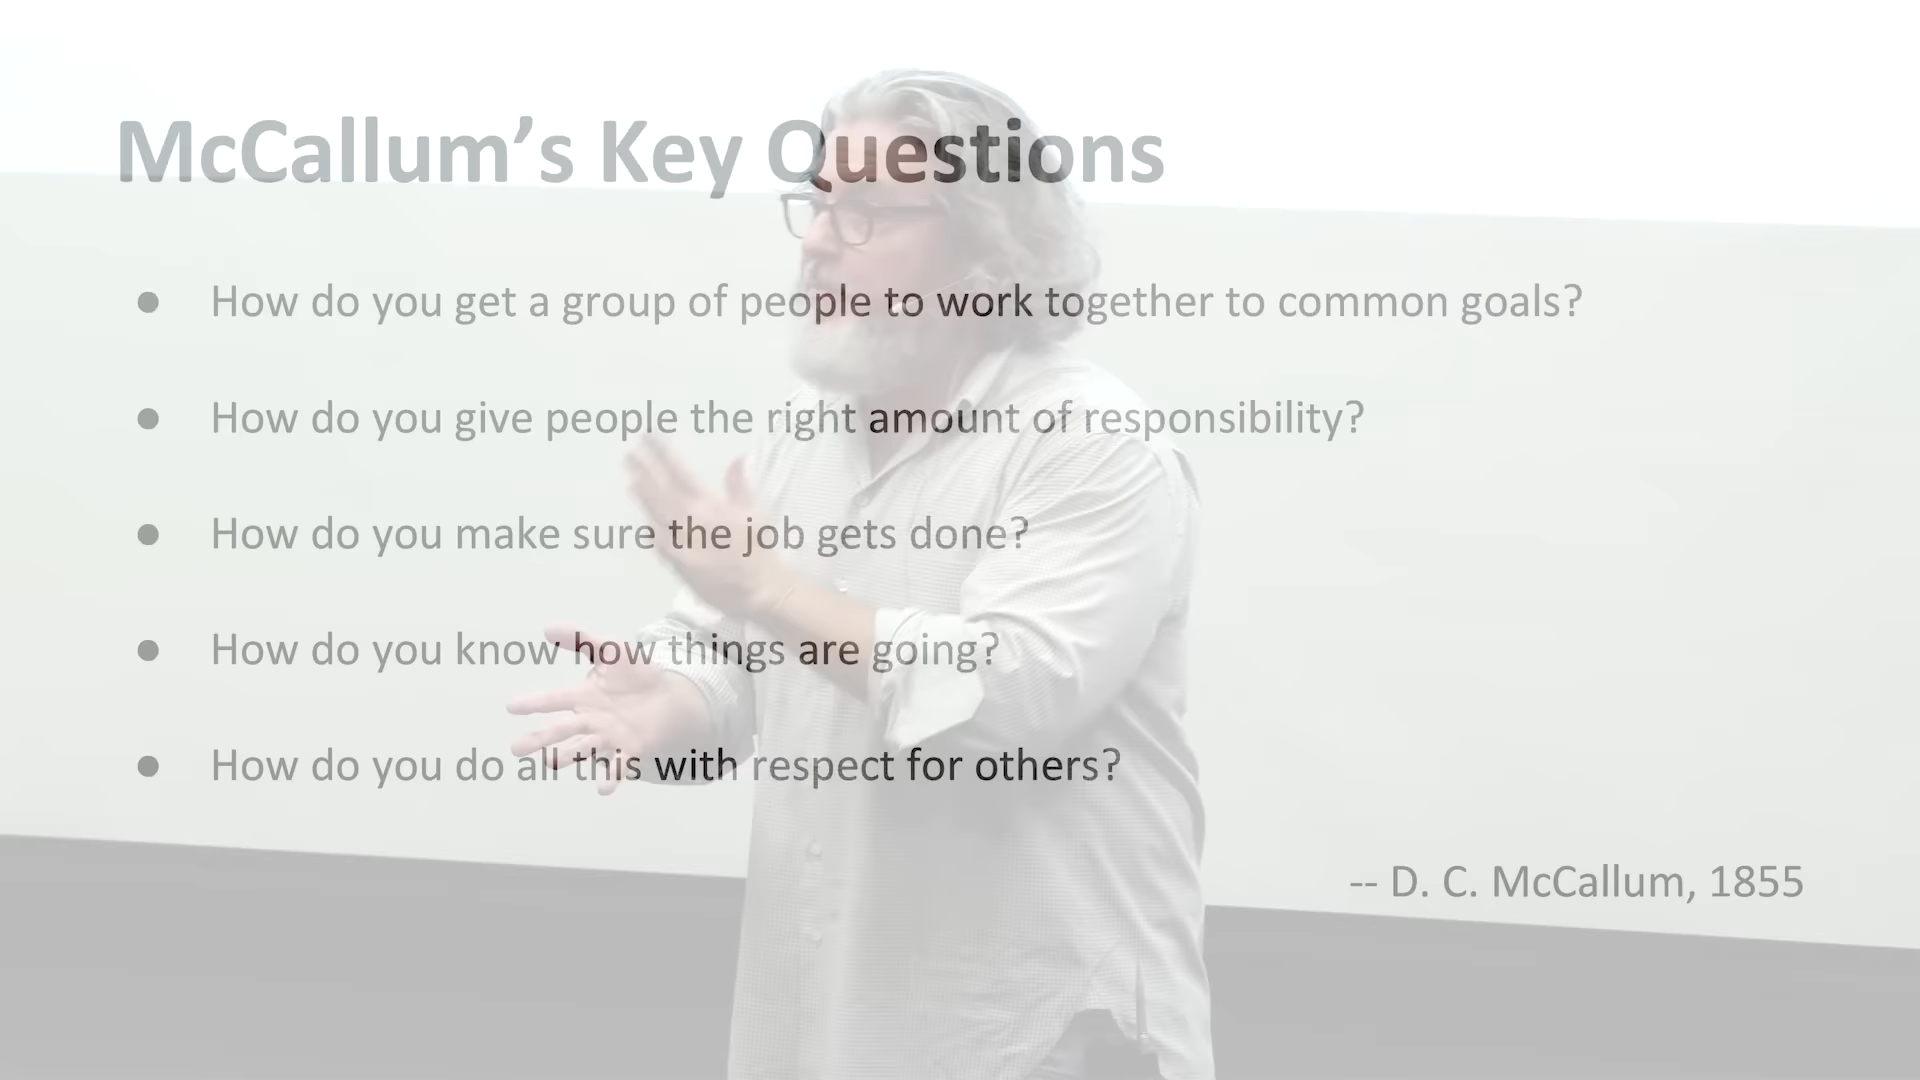 McCallum’s Key Questions
● How do you get a group of people to work together to common goals?
● How do you give people the right amount of responsibility?
● How do you make sure the job gets done?
● How do you know how things are going?
● How do you do all this with respect for others?
-- D. C. McCallum, 1855